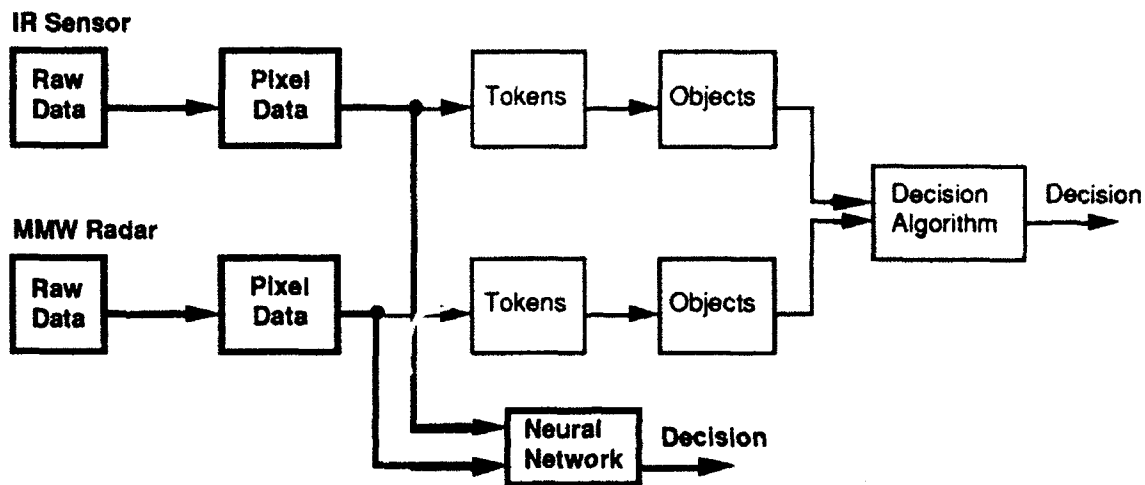 IR Sensor
Raw
Data
Pixel
Data
Tokens
Objects
Decision
Algorithm
Decision
MMW Radar
Raw
Data
Pixel
Data
Tokens
Objects
Neural
Network
Decision